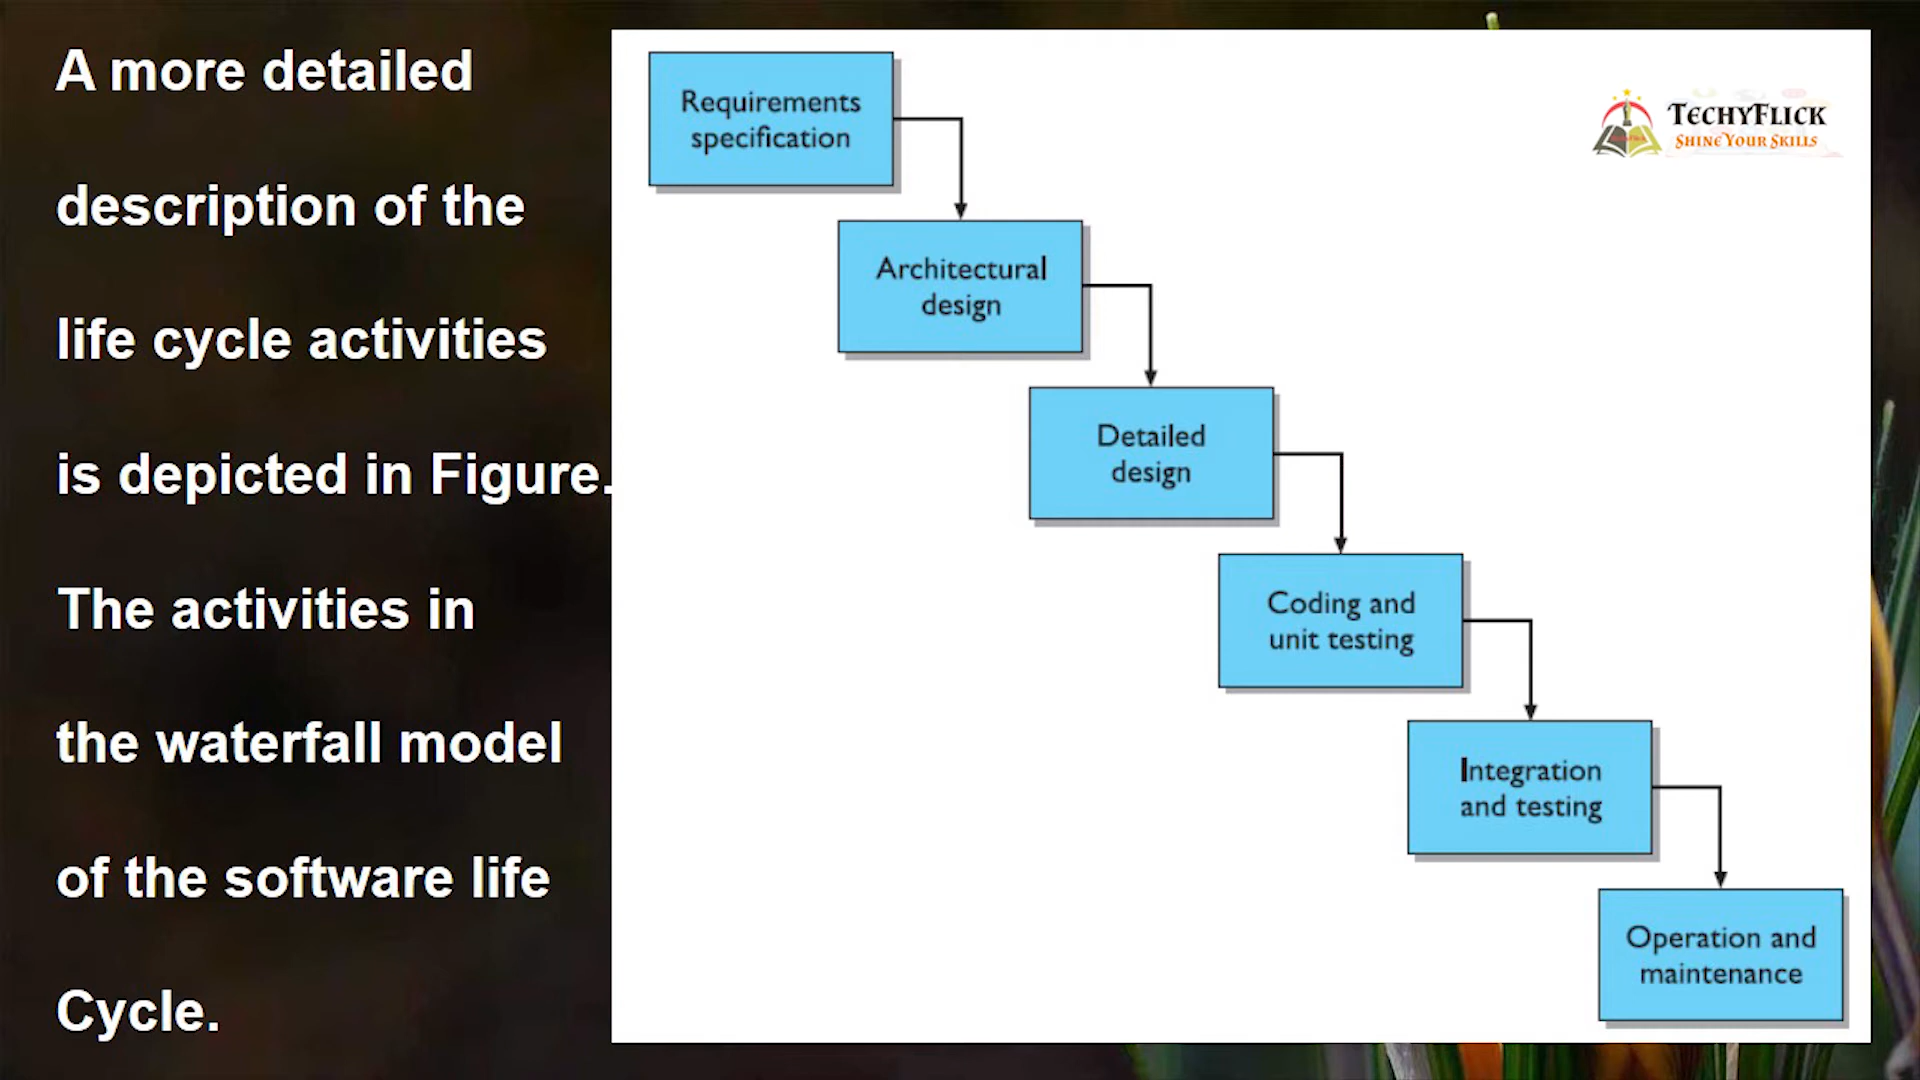 A more detailed
description of the
life cycle activities
is depicted in Figure.
The activities in
the waterfall model
of the software life
Cycle.
Requirements
specification
TECHYFLICK
SHINE YOUR SKILLS
Architectural
design
Detailed
design
Coding and
unit testing
Integration
and testing
Operation and
maintenance